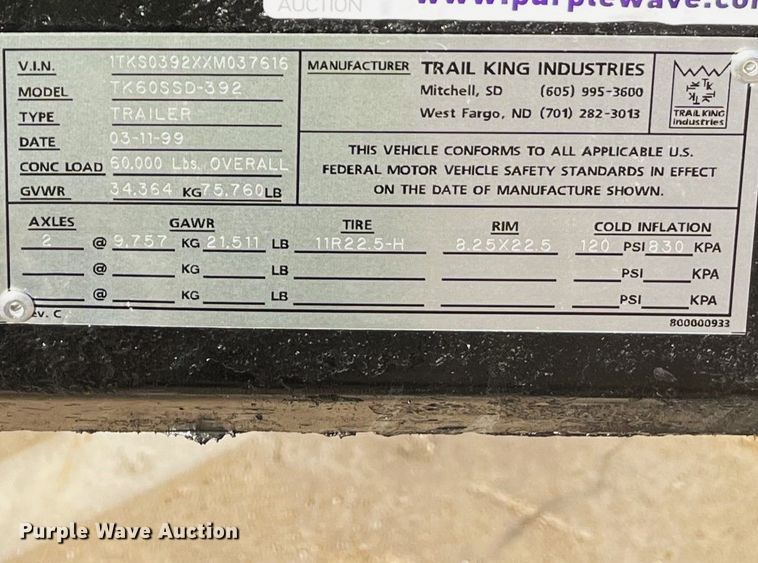 AUCTION www.purplewave.co
V.I.N. 1TKS0392XXM037616
MODEL TK60SSD-392
TYPE TRAILER
DATE 03-11-99
CONC LOAD 60,000 Lbs. OVERALL
GVWR 34,364 KG 75,760 LB
MANUFACTURER TRAIL KING INDUSTRIES
Mitchell, SD (605) 995-3600
West Fargo, ND (701) 282-3013
TK TK TK TK
TRAIL KING
industries
THIS VEHICLE CONFORMS TO ALL APPLICABLE U.S.
FEDERAL MOTOR VEHICLE SAFETY STANDARDS IN EFFECT
ON THE DATE OF MANUFACTURE SHOWN.
AXLES GAWR TIRE RIM COLD INFLATION
2 @ 9,757 KG 21,511 LB 11R22.5-H 8.25X22.5 120 PSI 830 KPA
@ KG LB PSI KPA
@ KG LB PSI KPA
ev. C 800000933
Purple Wave Auction